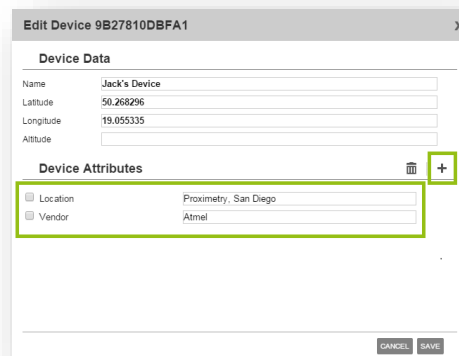 Edit Device 9B27810DBFA1
Device Data
Name Jack's Device
Latitude 50.268296
Longitude 19.055335
Altitude
Device Attributes +
Location Proximetry, San Diego
Vendor Atmel
CANCEL SAVE